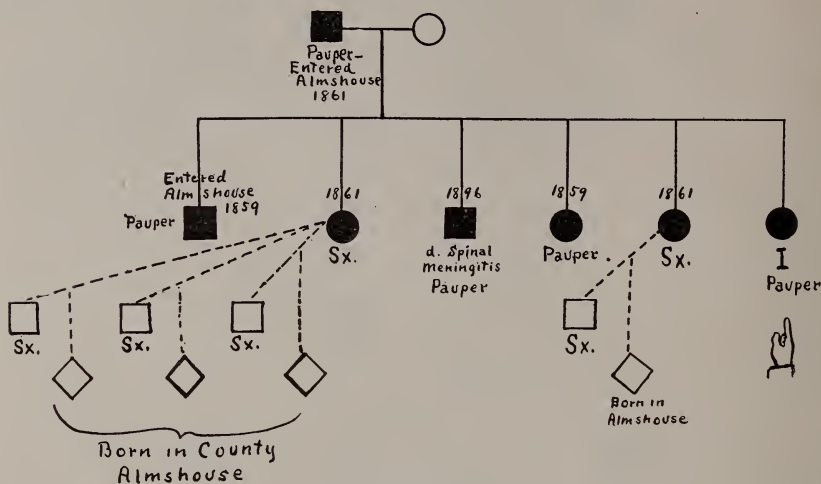 Pauper—
Entered
Almshouse
1861
Entered
Almshouse
1859
Pauper
1861
Sx.
1896
d. Spinal
Meningitis
Pauper
1859
Pauper.
1861
Sx.
I
Pauper
Sx.
Sx.
Sx.
Sx.
Born in
Almshouse
Born in County
Almshouse